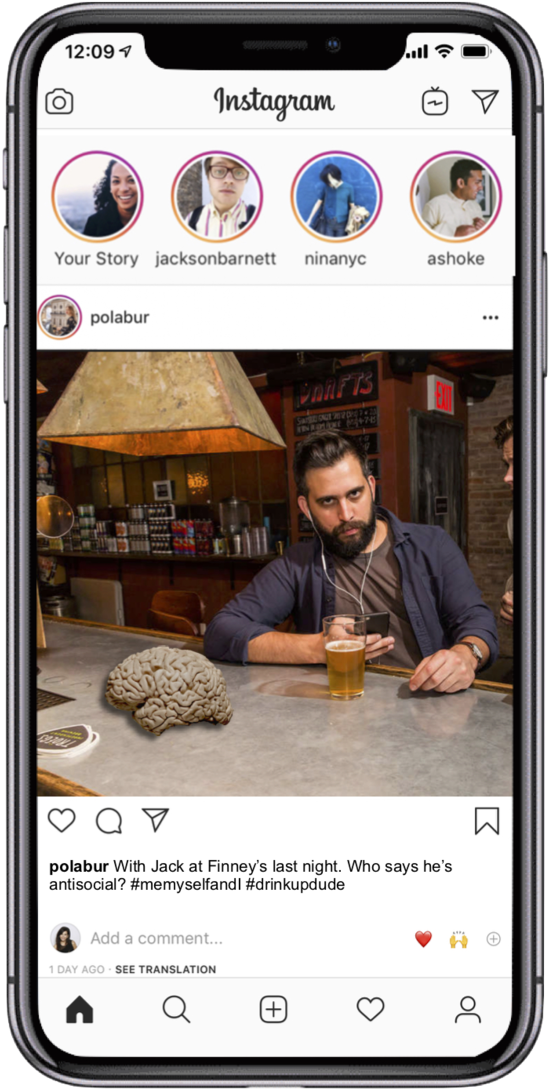 12:09
Instagram
Your Story
jacksonbarnett
ninanyc
ashoke
polabur
DRAFTS
EXIT
polabur With Jack at Finney's last night. Who says he's
antisocial? #memyselfandI #drinkupdude
Add a comment...
1 DAY AGO · SEE TRANSLATION